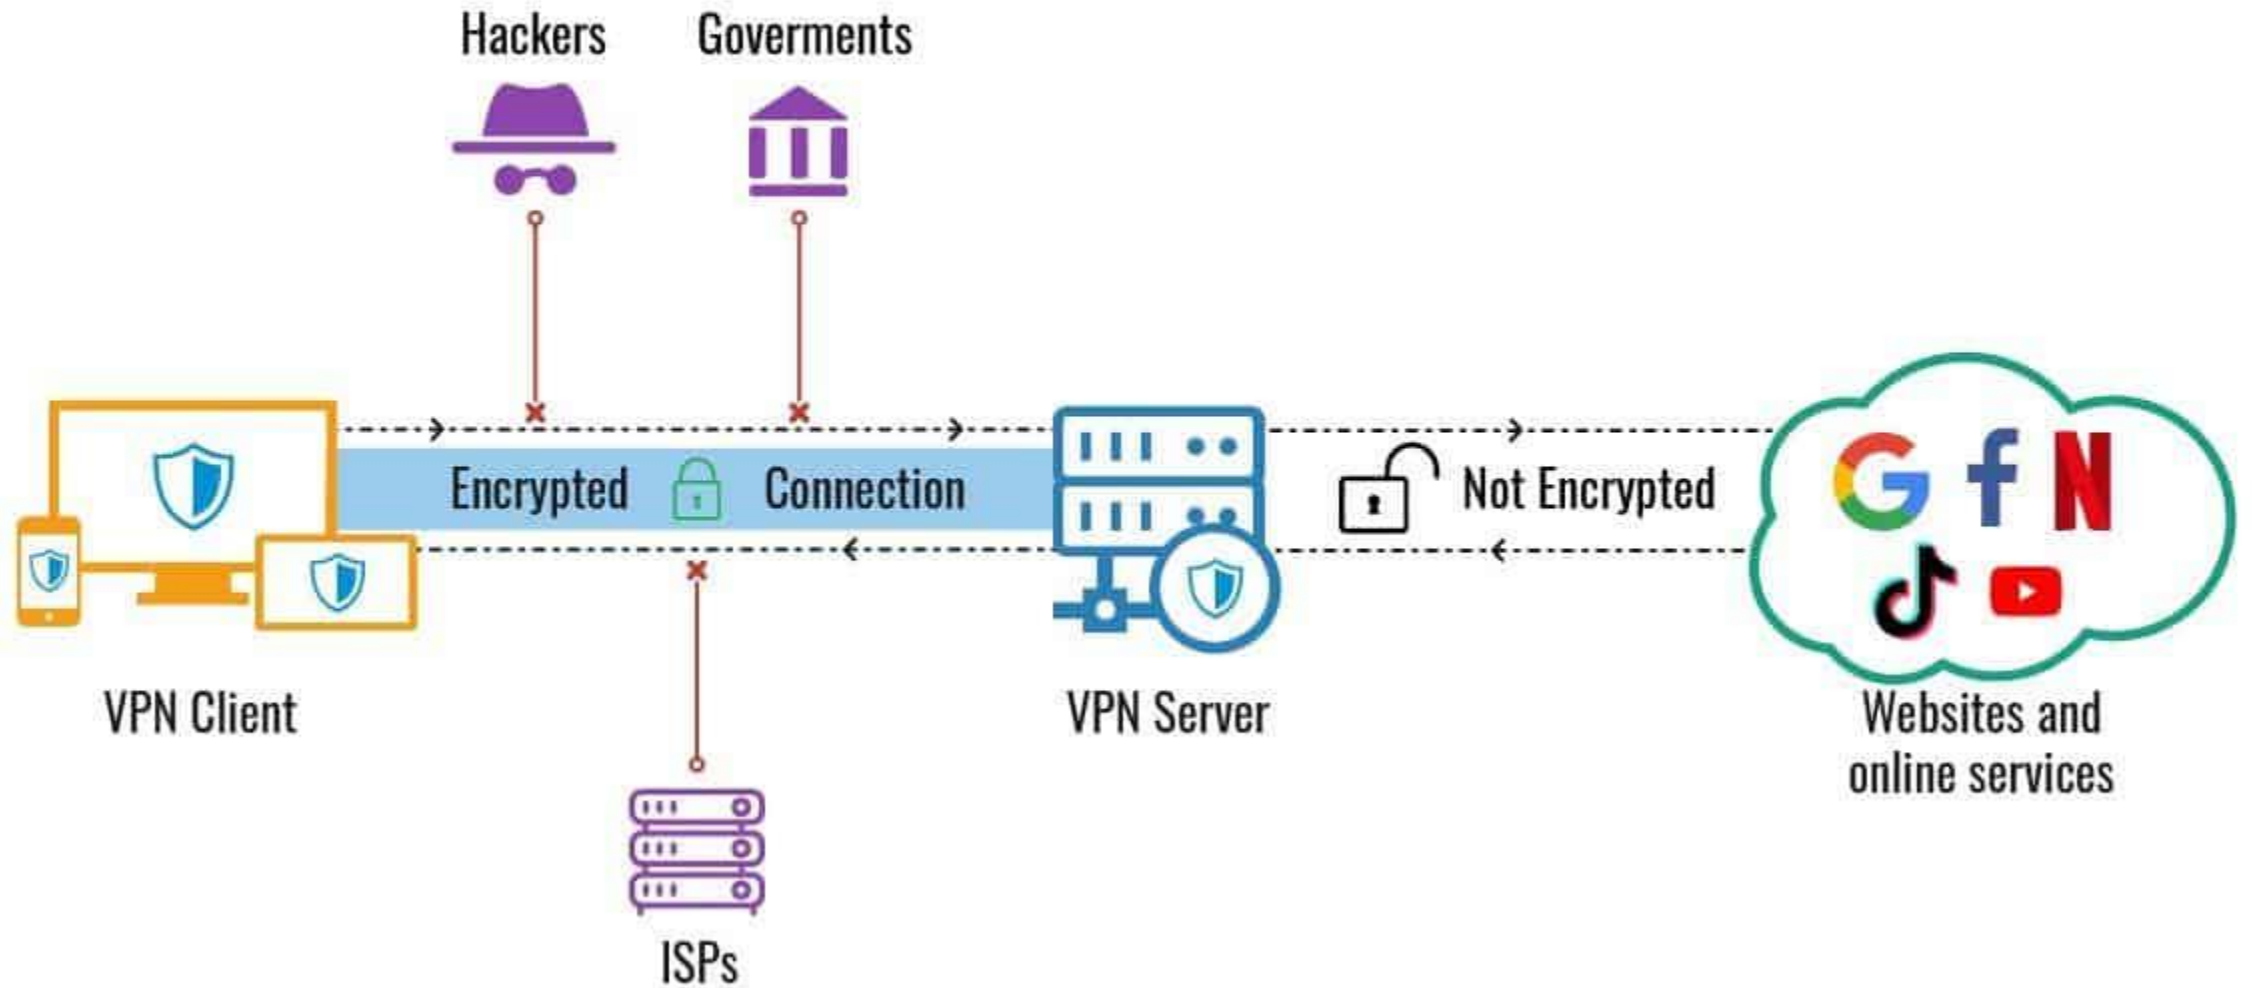 Hackers
Goverments
Encrypted Connection
Not Encrypted
VPN Client
VPN Server
Websites and
online services
ISPs